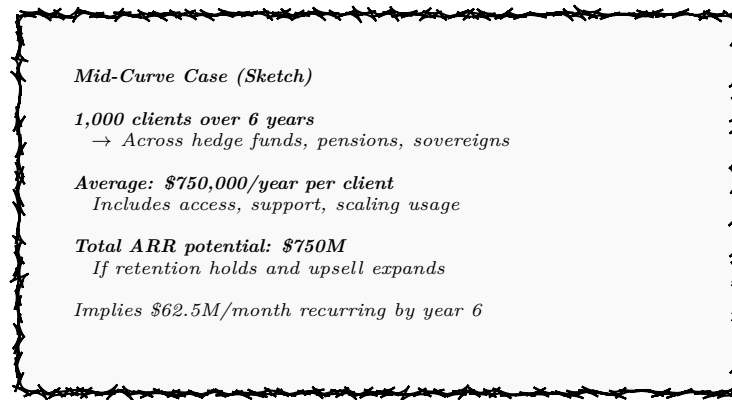 Mid-Curve Case (Sketch)
1,000 clients over 6 years
→ Across hedge funds, pensions, sovereigns
Average: $750,000/year per client
Includes access, support, scaling usage
Total ARR potential: $750M
If retention holds and upsell expands
Implies $62.5M/month recurring by year 6